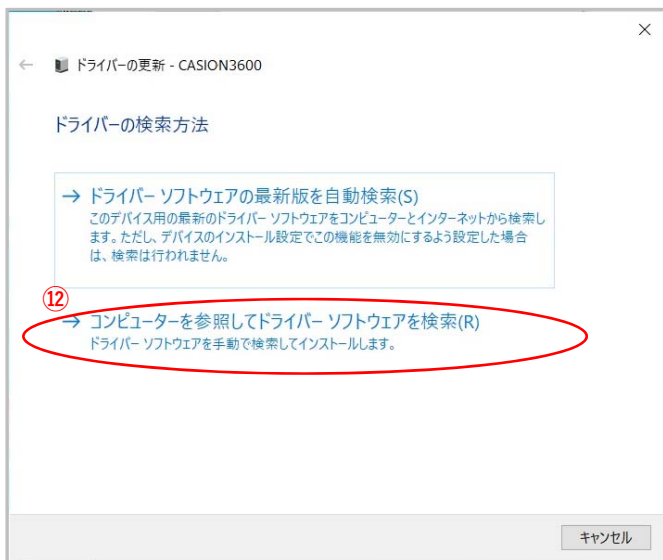 ドライバーの更新 - CASION3600
ドライバーの検索方法
→ ドライバー ソフトウェアの最新版を自動検索(S)
このデバイス用の最新のドライバー ソフトウェアをコンピューターとインターネットから検索し
ます。ただし、デバイスのインストール設定でこの機能を無効にするよう設定した場合
は、検索は行われません。
⑫
→ コンピューターを参照してドライバー ソフトウェアを検索(R)
ドライバー ソフトウェアを手動で検索してインストールします。
キャンセル